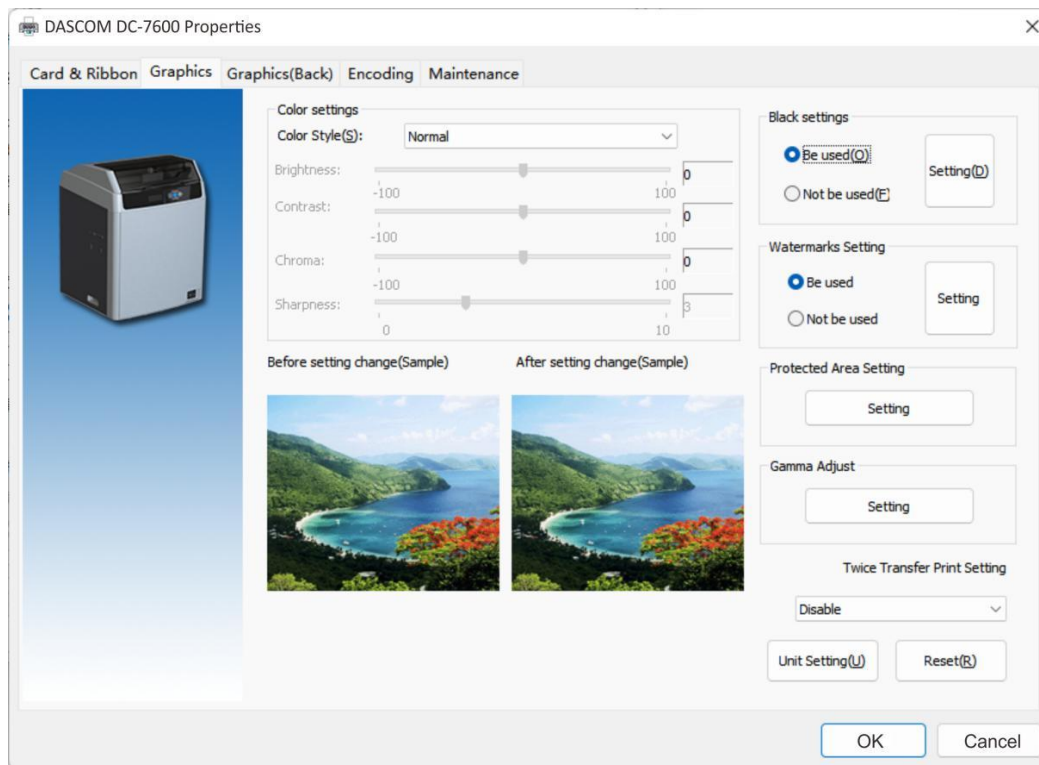 DASCOM DC-7600 Properties
Card & Ribbon Graphics Graphics(Back) Encoding Maintenance
Color settings
Color Style(S): Normal
Brightness: 0
-100 100
Contrast: 0
-100 100
Chroma: 0
-100 100
Sharpness: 3
0 10
Before setting change(Sample) After setting change(Sample)
Black settings
Be used(O)
Not be used(F)
Setting(D)
Watermarks Setting
Be used
Not be used
Setting
Protected Area Setting
Setting
Gamma Adjust
Setting
Twice Transfer Print Setting
Disable
Unit Setting(U) Reset(R)
OK Cancel